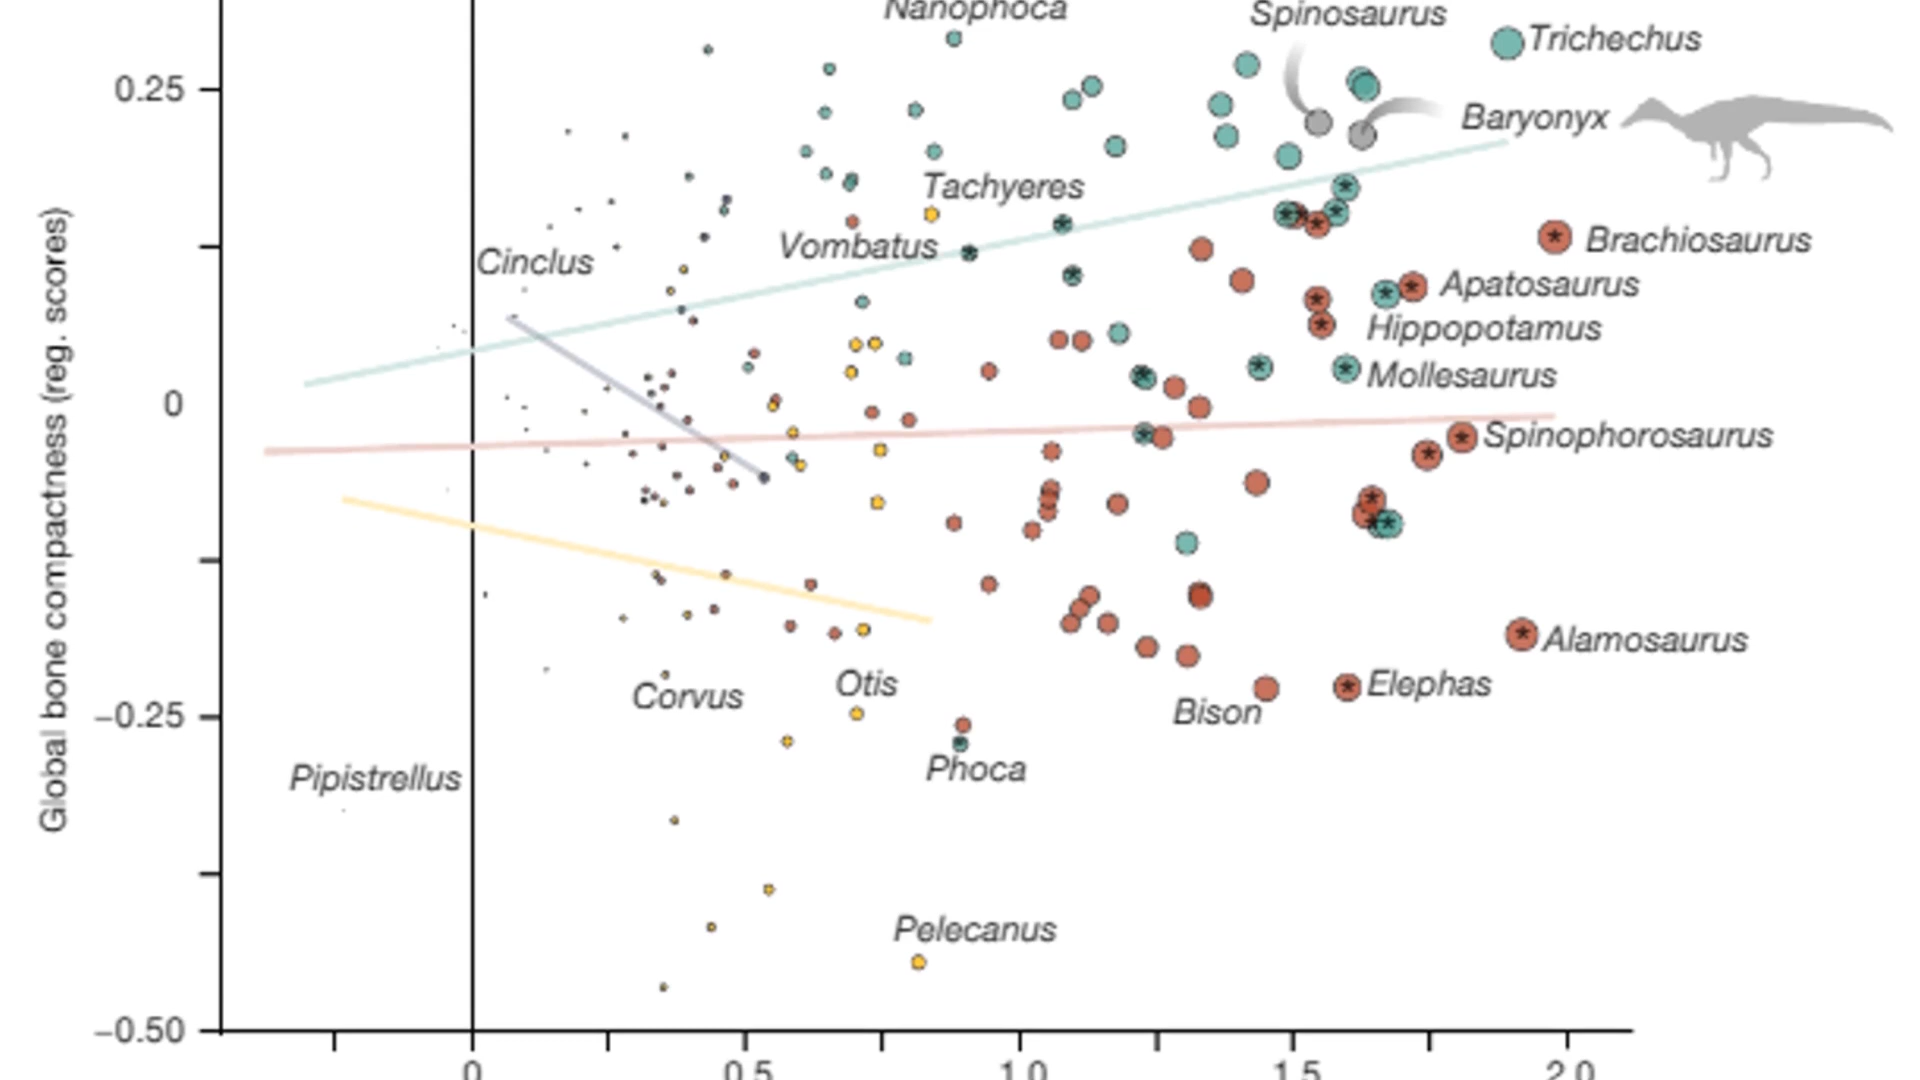 Nanophoca
Spinosaurus
Trichechus
0.25
Baryonyx
Tachyeres
Vombatus
Brachiosaurus
Cinclus
Apatosaurus
Hippopotamus
Mollesaurus
0
Spinophorosaurus
Global bone compactness (reg. scores)
Alamosaurus
Corvus
Otis
Elephas
Bison
−0.25
Phoca
Pipistrellus
Pelecanus
−0.50
0
0.5
1.0
1.5
2.0